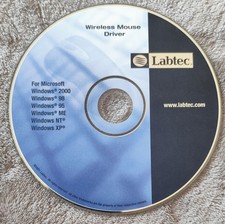 Wireless Mouse
Driver
Labtec.
For Microsoft
Windows® 2000
Windows® 98
Windows® 95
Windows® ME
Windows NT®
Windows XP®
www.labtec.com